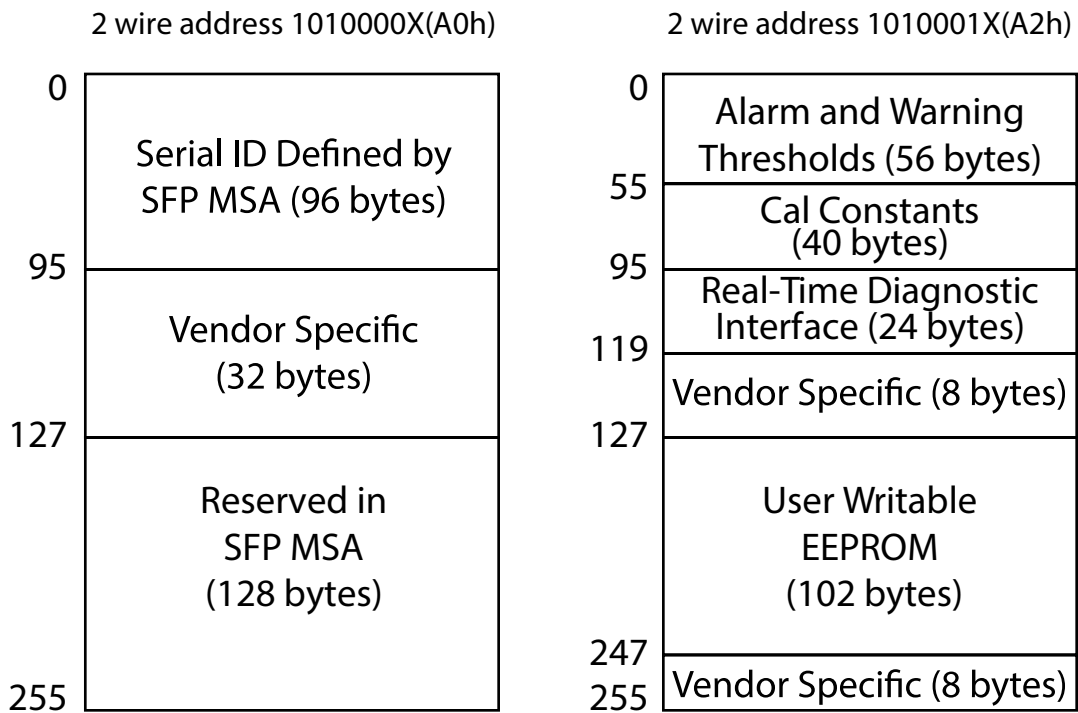 2 wire address 1010000X(A0h)
0
Serial ID Defined by
SFP MSA (96 bytes)
95
Vendor Specific
(32 bytes)
127
Reserved in
SFP MSA
(128 bytes)
255
2 wire address 1010001X(A2h)
0
Alarm and Warning
Thresholds (56 bytes)
55
Cal Constants
(40 bytes)
95
Real-Time Diagnostic
Interface (24 bytes)
119
Vendor Specific (8 bytes)
127
User Writable
EEPROM
(102 bytes)
247
Vendor Specific (8 bytes)
255